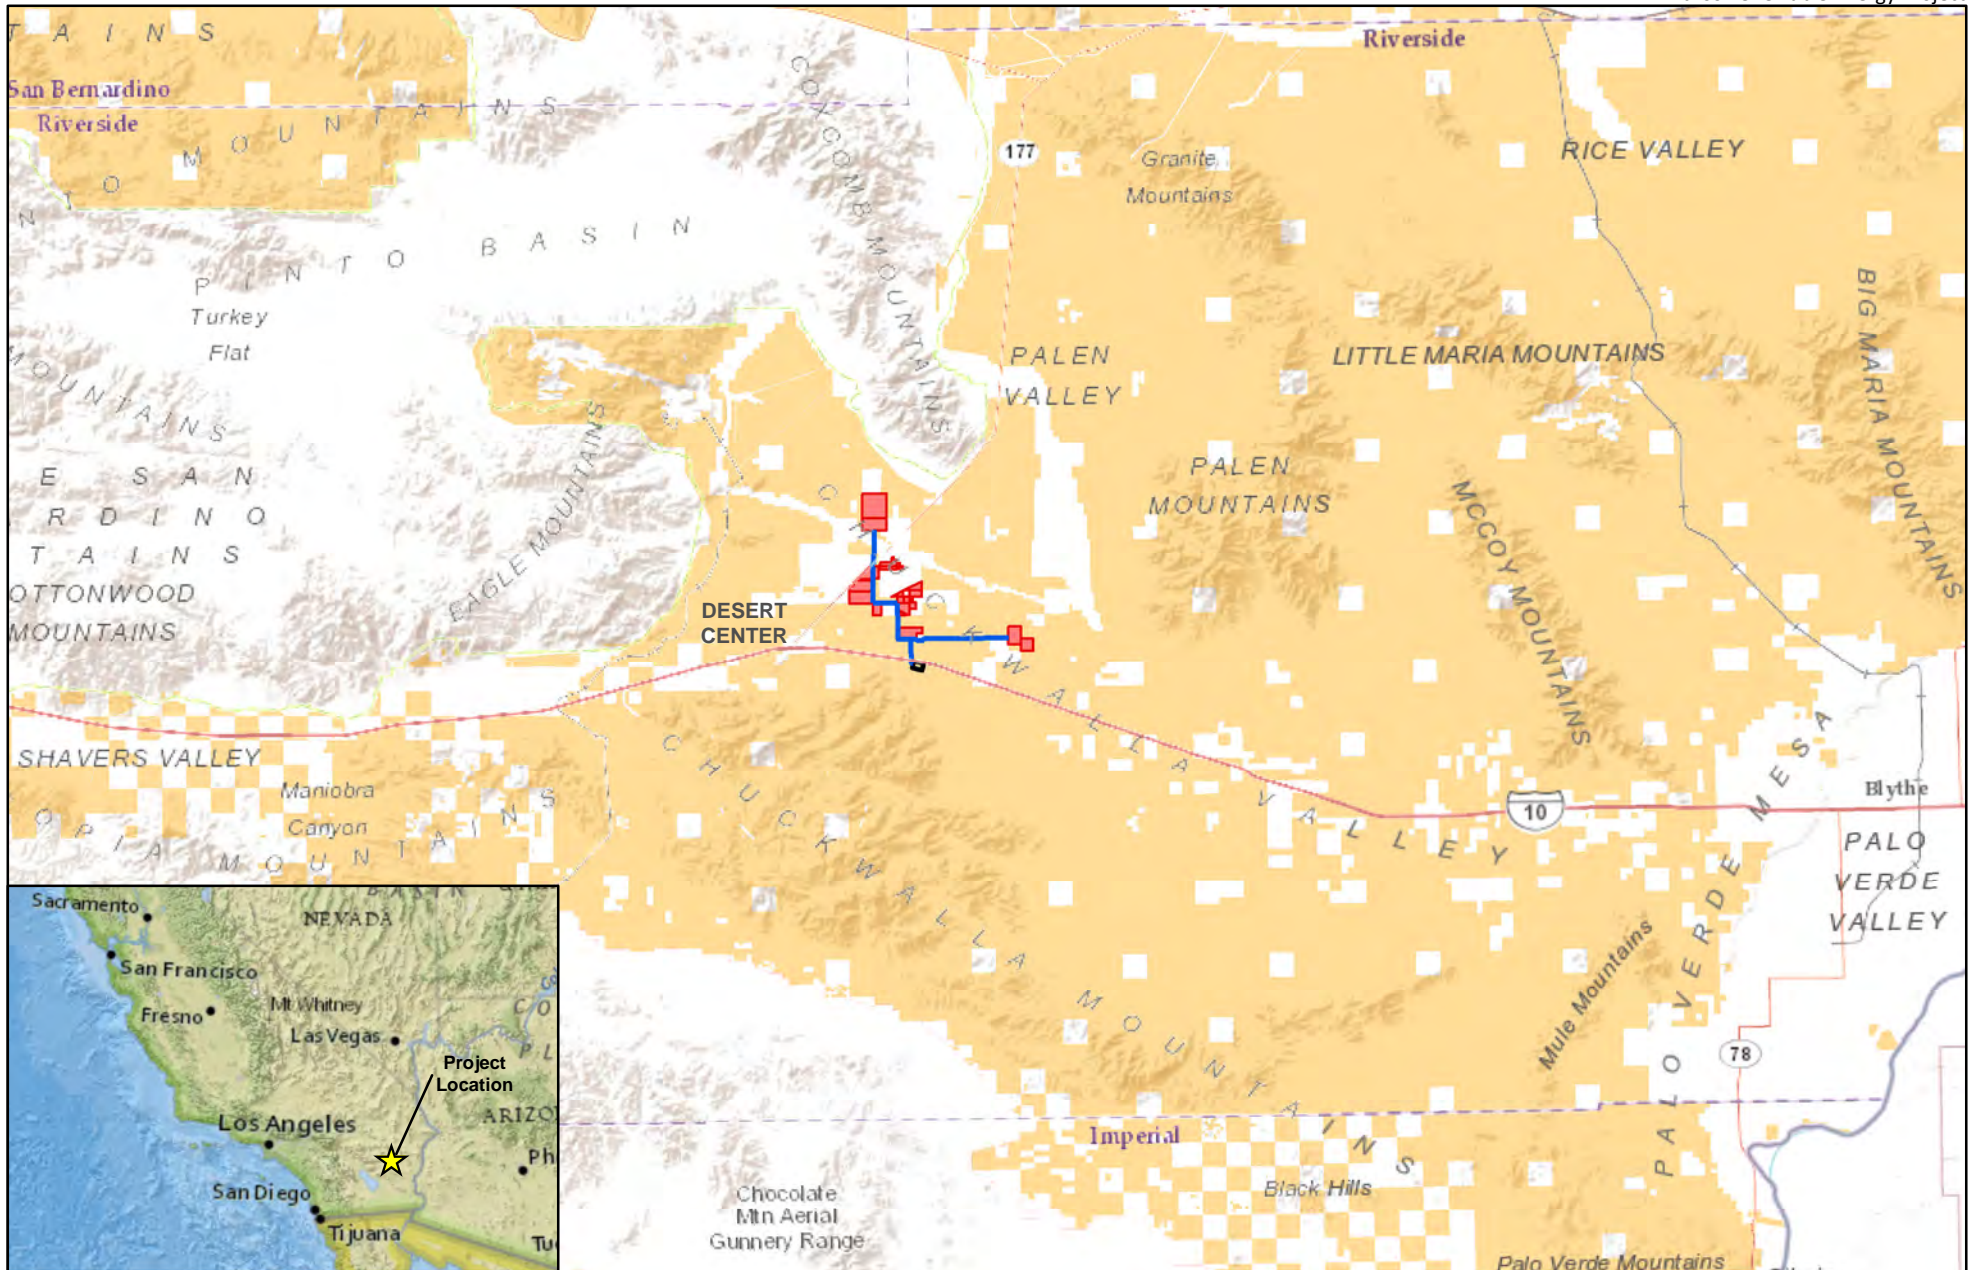 T A I N S
San Bernardino
Riverside
N T O M O U N T A I N S
Riverside
COXCOMB MOUNTAINS
177
Granite
Mountains
RICE VALLEY
P I N T O B A S I N
Turkey
Flat
PALEN
VALLEY
LITTLE MARIA MOUNTAINS
BIG MARIA MOUNTAINS
MOUNTAINS
EAGLE MOUNTAINS
PALEN
MOUNTAINS
MCCOY MOUNTAINS
E S A N
R D I N O
T A I N S
OTTONWOOD
MOUNTAINS
DESERT
CENTER
C H U C K W A L L A V A L L E Y
SHAVERS VALLEY
Maniobra
Canyon
O P I A M O U N T A I N S
C H U C K W A L L A M O U N T A I N S
10
Blythe
PALO VERDE MESA
PALO
VERDE
VALLEY
Mule Mountains
78
Imperial
Black Hills
Chocolate
Mtn Aerial
Gunnery Range
Palo Verde Mountains
Sacramento
NEVADA
San Francisco
Fresno
Mt Whitney
Las Vegas
Project
Location
Los Angeles
ARIZO
Ph
San Diego
Tijuana
Tu